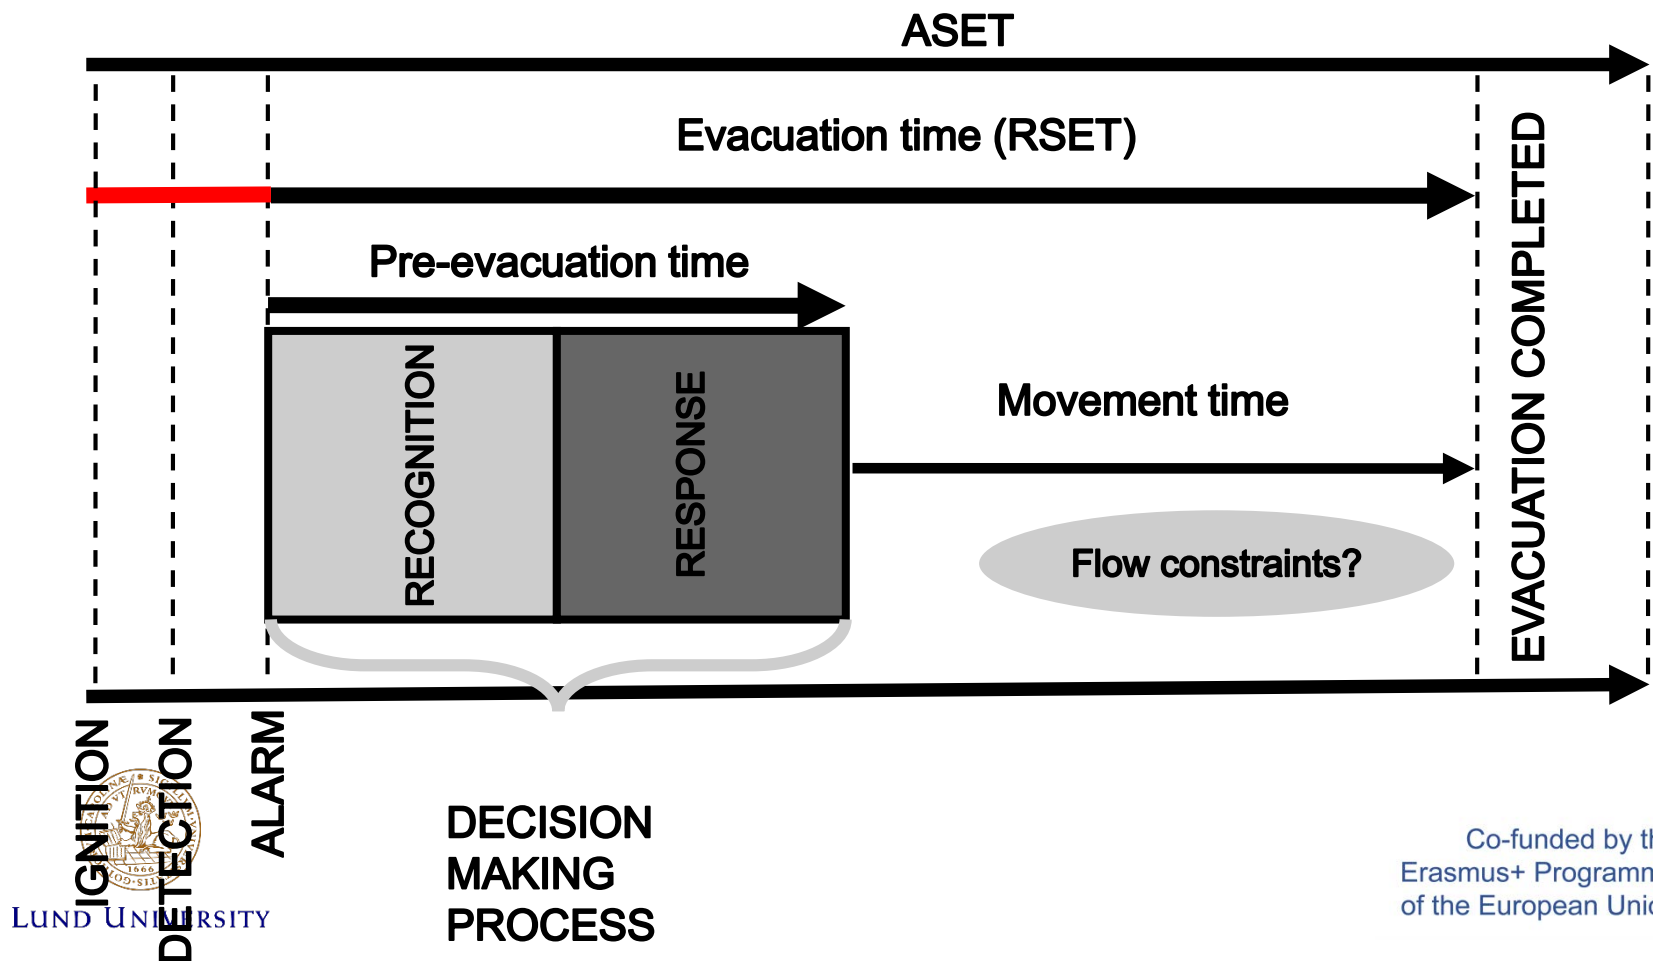 ASET
Evacuation time (RSET)
Pre-evacuation time
RECOGNITION
RESPONSE
Movement time
Flow constraints?
EVACUATION COMPLETED
IGNITION
DETECTION
ALARM
DECISION
MAKING
PROCESS
1666
LUND UNIVERSITY
Co-funded by th
Erasmus+ Programm
of the European Unio